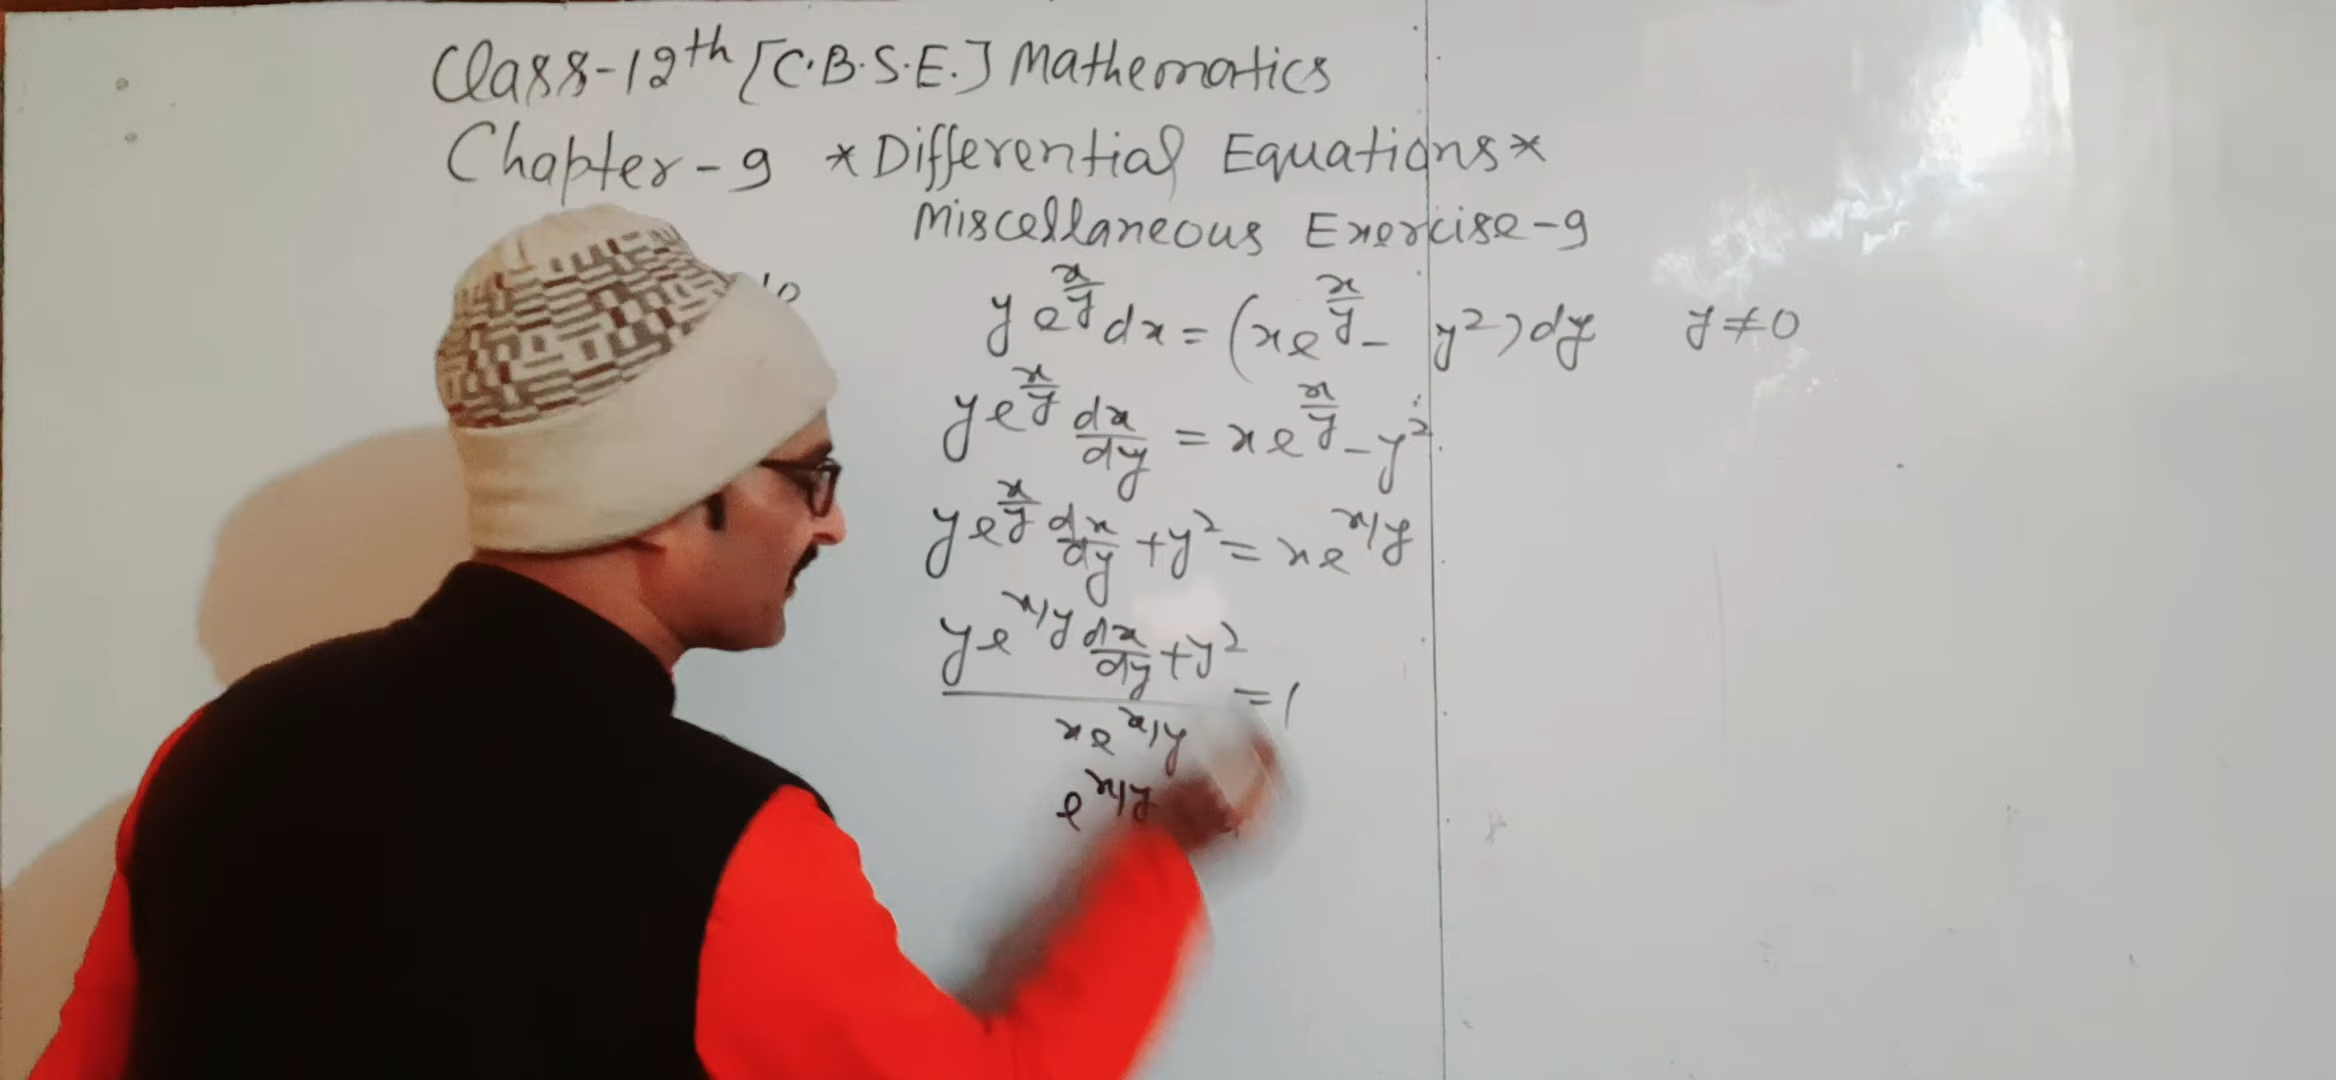 Class-12th [C.B.S.E.] Mathematics
Chapter-9 *Differential Equations*
Miscellaneous Exercise-9
y e^{x/y} dx = (x e^{x/y} - y²) dy   y ≠ 0
y e^{x/y} dx/dy = x e^{x/y} - y²
y e^{x/y} dx/dy + y² = x e^{x/y}
(y e^{x/y} dx/dy + y²) / (x e^{x/y}) = 1
e^{x/y}